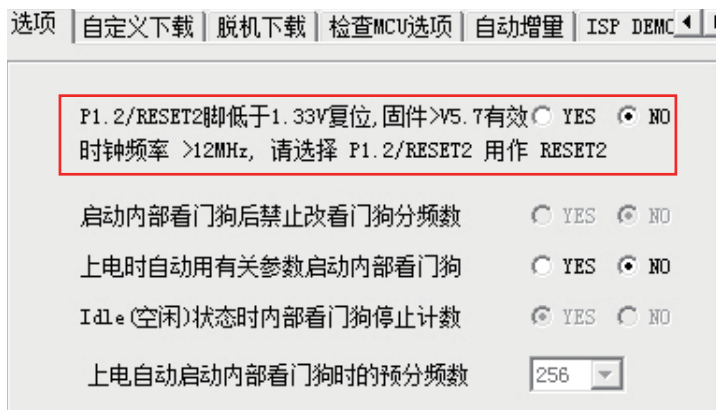 选项 自定义下载 脱机下载 检查MCU选项 自动增量 ISP DEMO
P1.2/RESET2脚低于1.33V复位,固件>V5.7有效 YES NO
时钟频率 >12MHz, 请选择 P1.2/RESET2 用作 RESET2
启动内部看门狗后禁止改看门狗分频数 YES NO
上电时自动用有关参数启动内部看门狗 YES NO
Idle(空闲)状态时内部看门狗停止计数 YES NO
上电自动启动内部看门狗时的预分频数 256